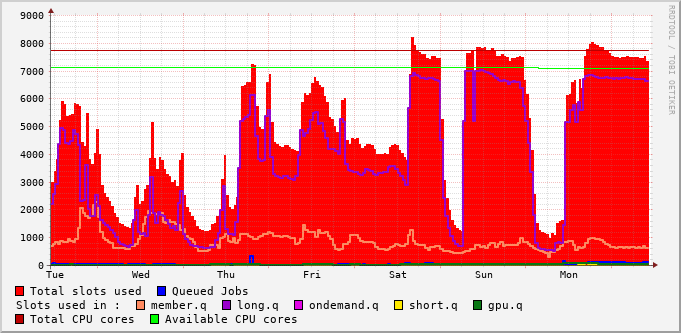 9000
8000
7000
6000
5000
4000
3000
2000
1000
0
Tue Wed Thu Fri Sat Sun Mon
RRDTOOL / TOBI OETIKER
Total slots used Queued Jobs
Slots used in : member.q long.q ondemand.q short.q gpu.q
Total CPU cores Available CPU cores